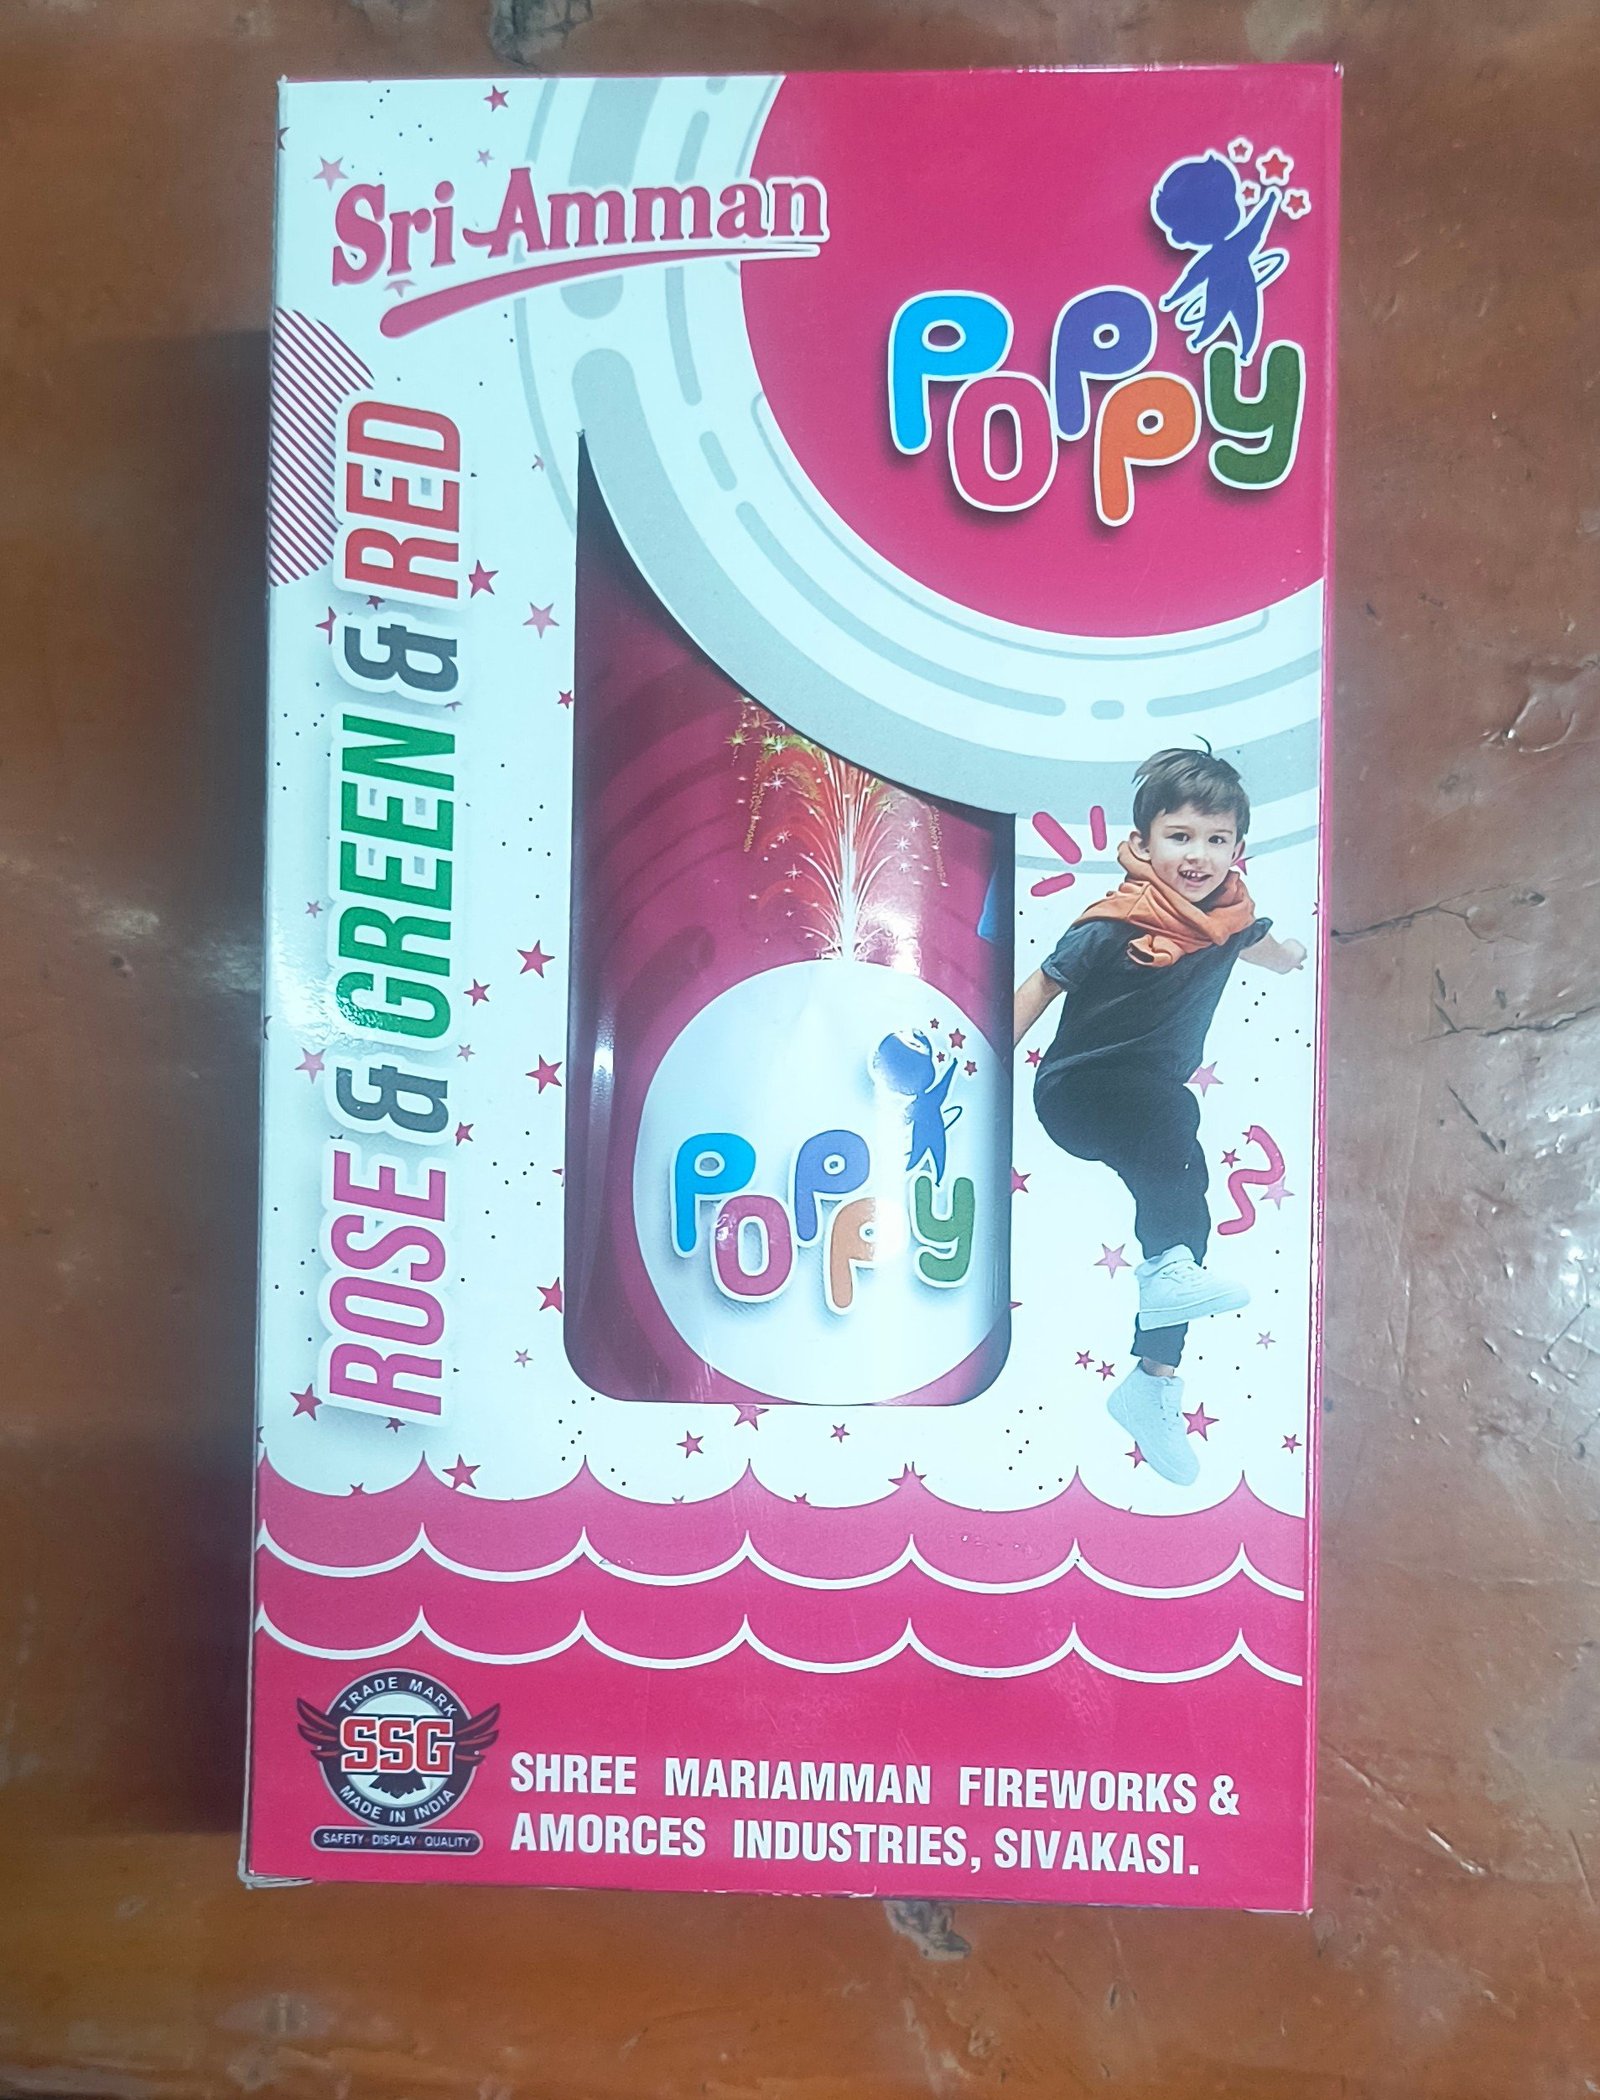 Sri Amman
POPPY
ROSE & GREEN & RED
POPPY
TRADE MARK
SSG
MADE IN INDIA
SAFETY DISPLAY QUALITY
SHREE MARIAMMAN FIREWORKS &
AMORCES INDUSTRIES, SIVAKASI.